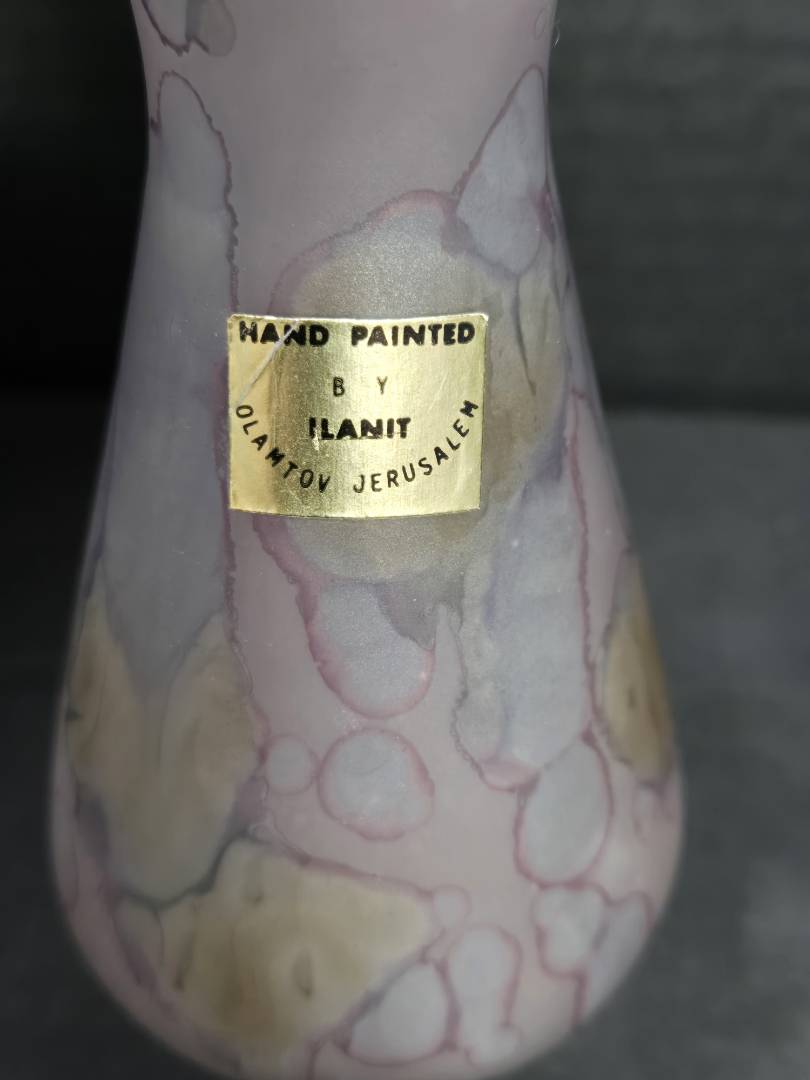 HAND PAINTED
BY
ILANIT
OLAMTOV JERUSALEM